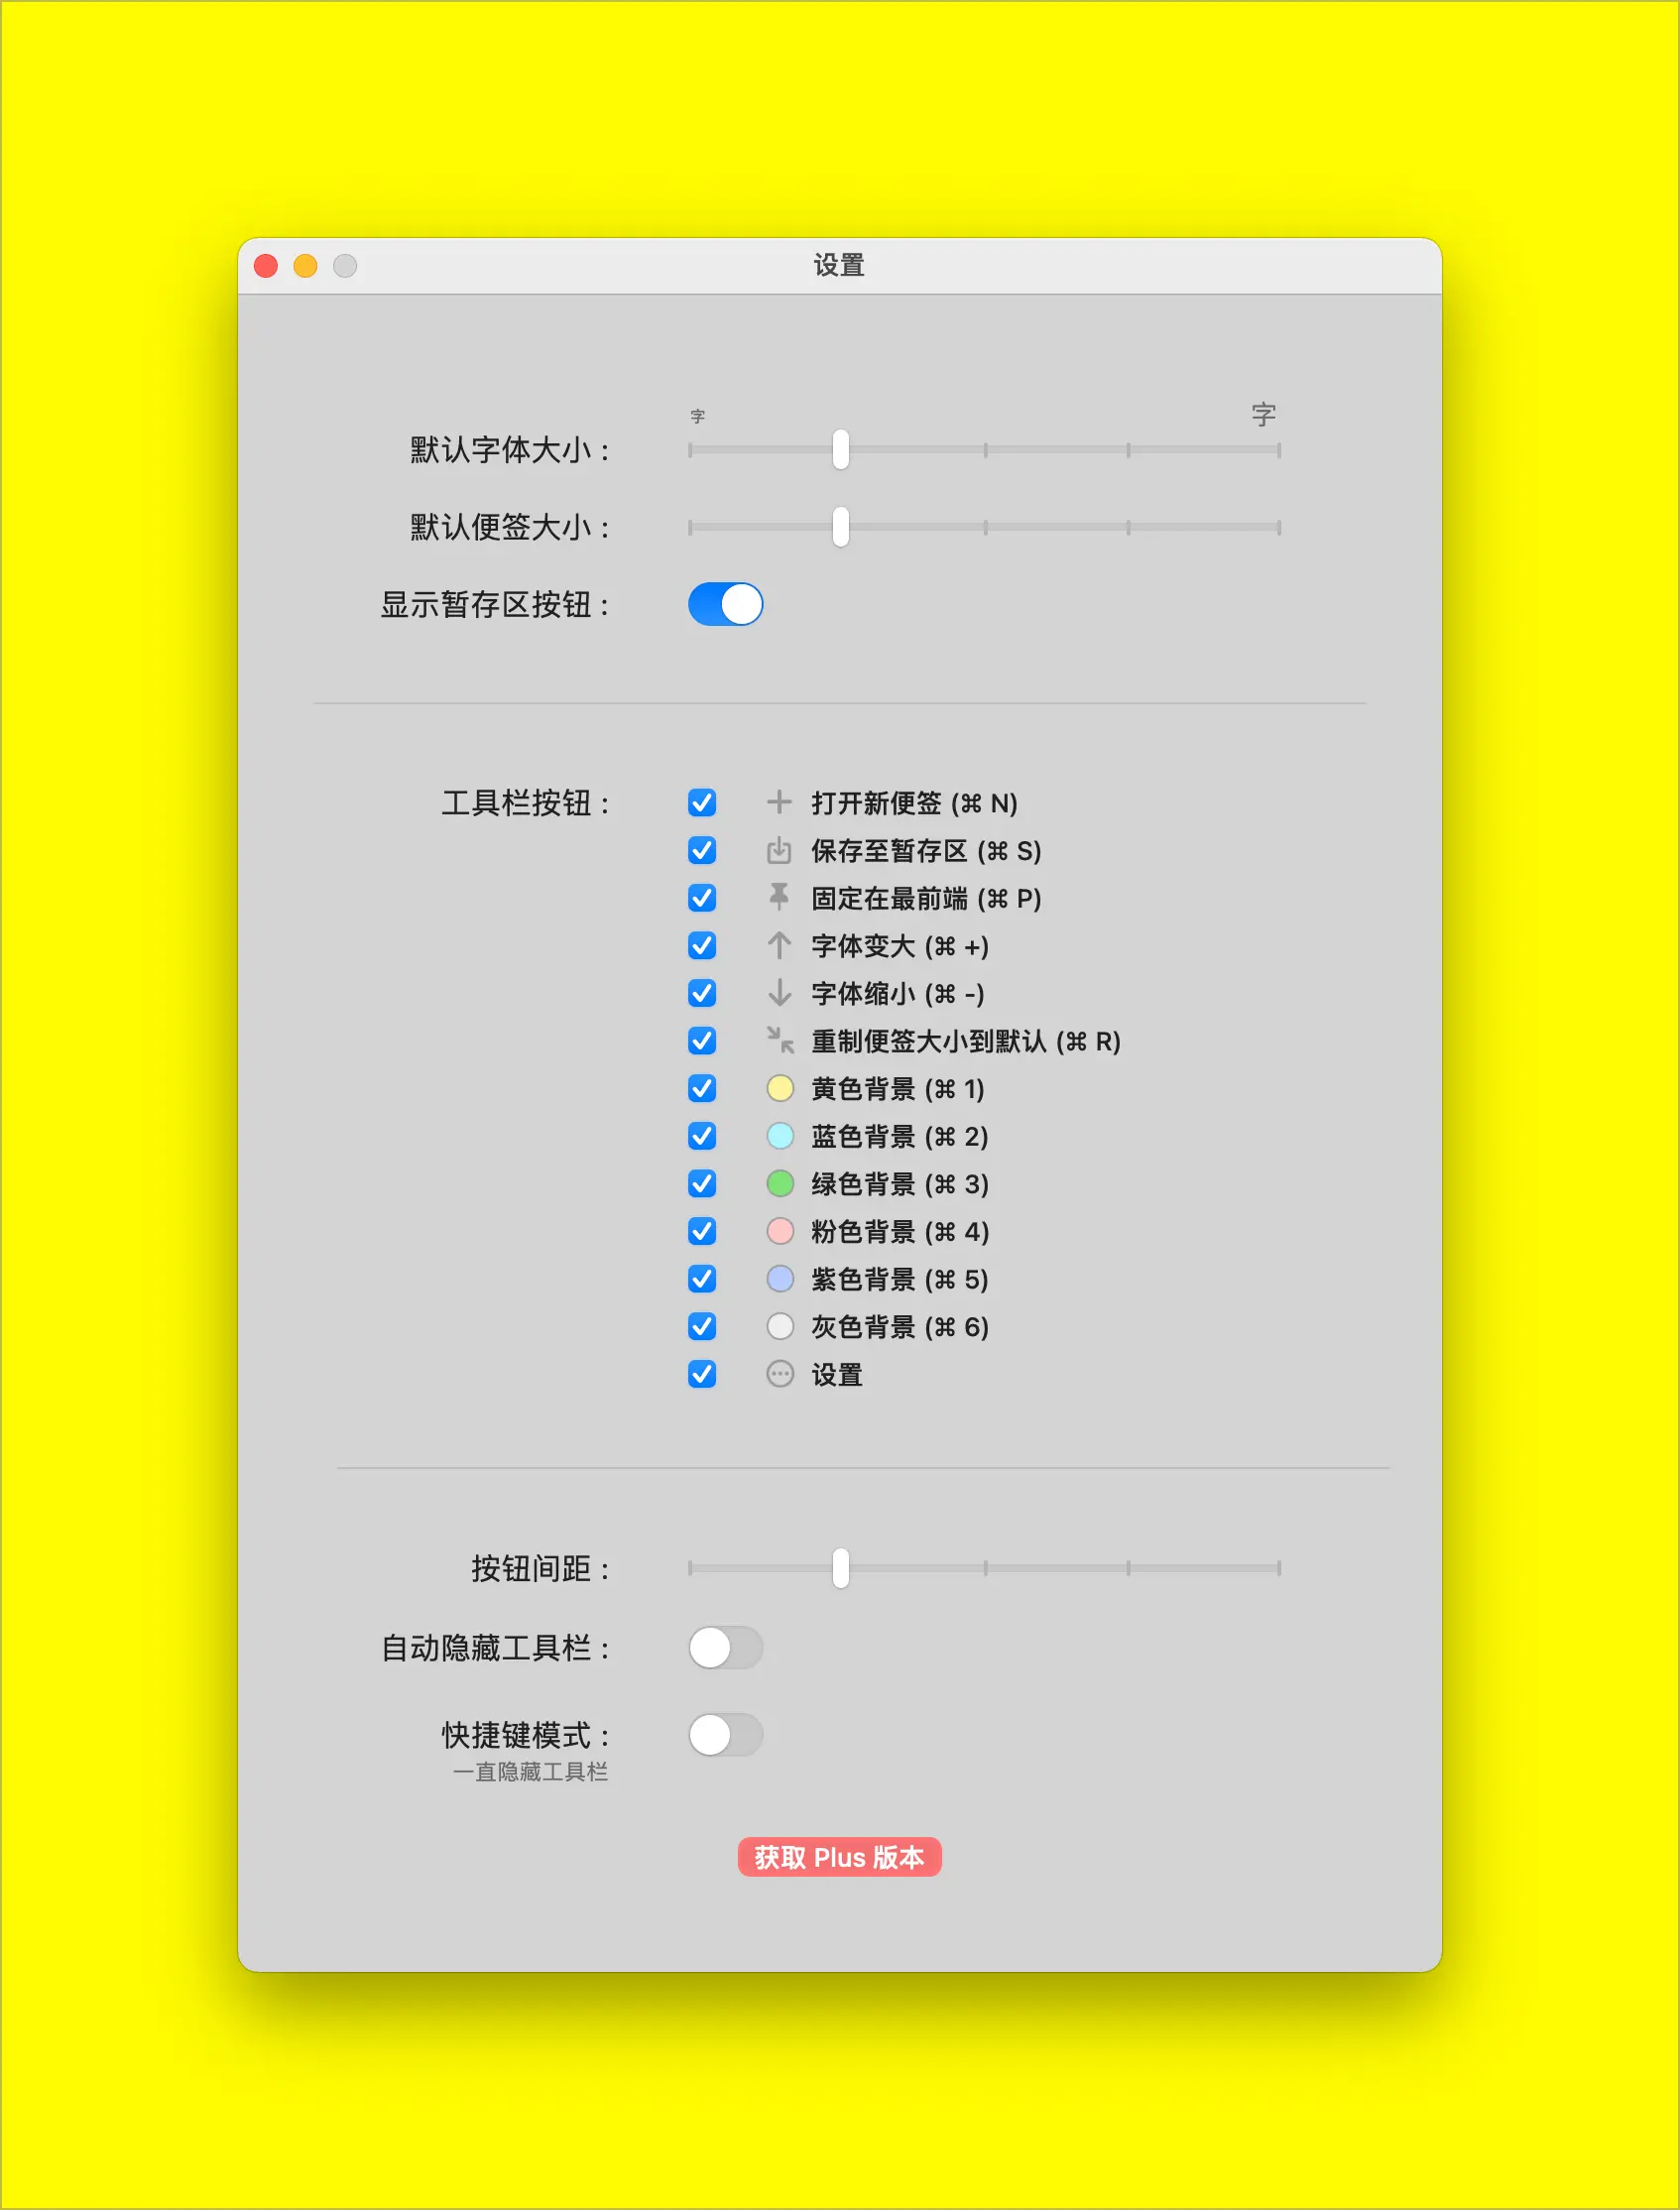 设置
字 字
默认字体大小：
默认便签大小：
显示暂存区按钮：
工具栏按钮：
打开新便签 (⌘ N)
保存至暂存区 (⌘ S)
固定在最前端 (⌘ P)
字体变大 (⌘ +)
字体缩小 (⌘ -)
重制便签大小到默认 (⌘ R)
黄色背景 (⌘ 1)
蓝色背景 (⌘ 2)
绿色背景 (⌘ 3)
粉色背景 (⌘ 4)
紫色背景 (⌘ 5)
灰色背景 (⌘ 6)
设置
按钮间距：
自动隐藏工具栏：
快捷键模式：
一直隐藏工具栏
获取 Plus 版本